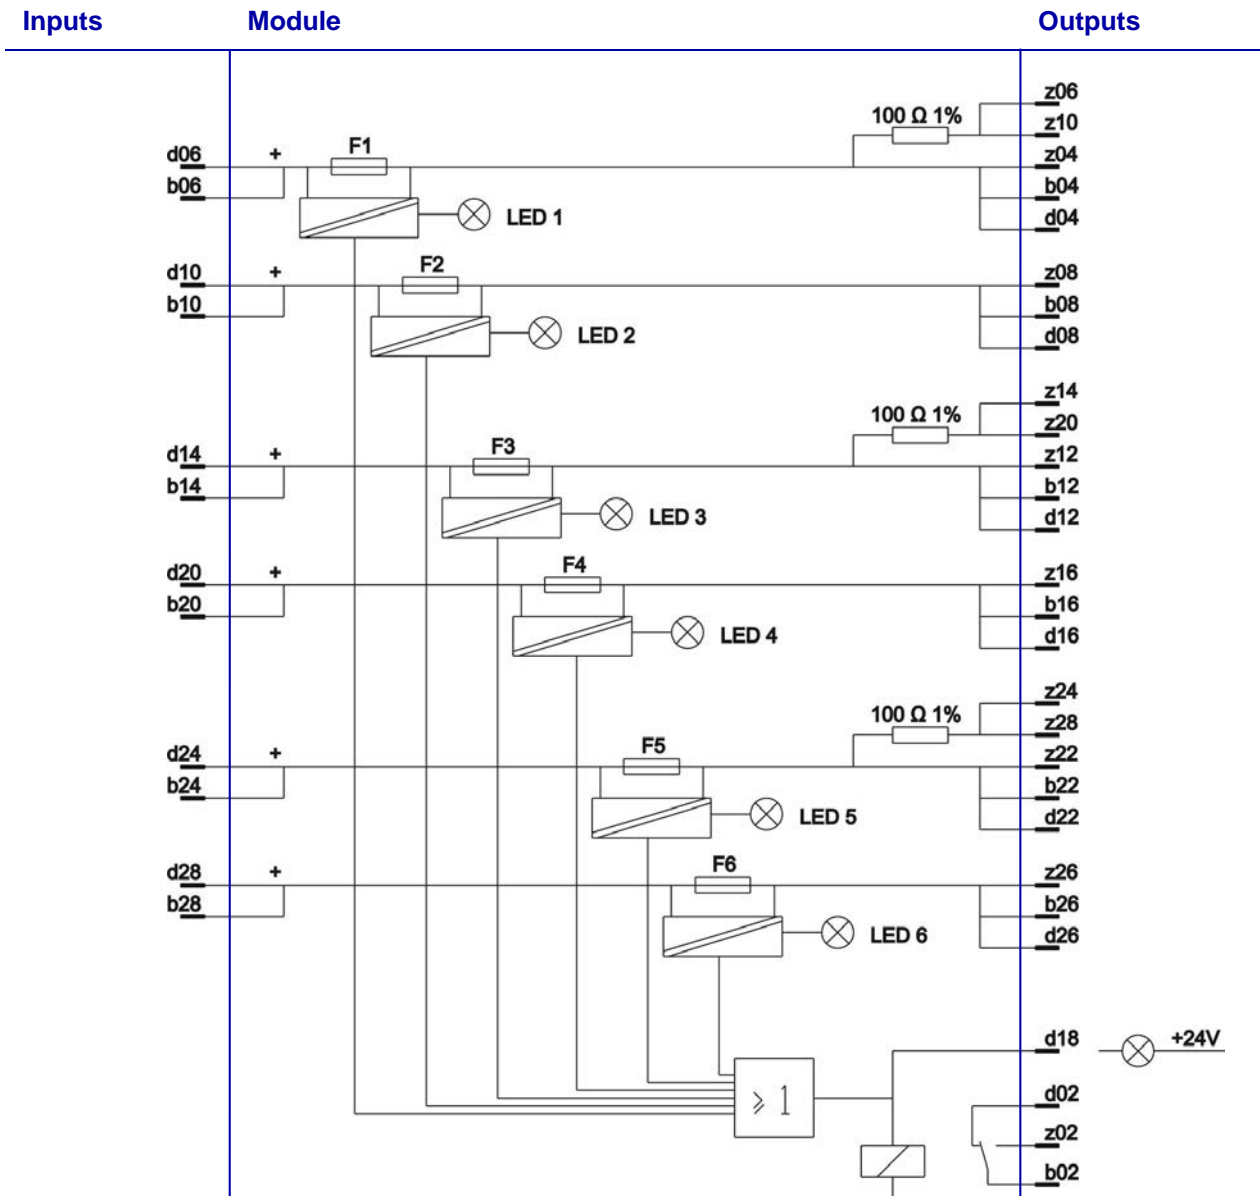 Inputs Module Outputs
z06
100 Ω 1% z10
d06 + F1 z04
b06 b04
LED 1 d04
d10 + F2 z08
b10 b08
LED 2 d08
z14
100 Ω 1% z20
d14 + F3 z12
b14 b12
LED 3 d12
d20 + F4 z16
b20 b16
LED 4 d16
z24
100 Ω 1% z28
d24 + F5 z22
b24 b22
LED 5 d22
d28 + F6 z26
b28 b26
LED 6 d26
d18 +24V
d02
⩾ 1
z02
b02